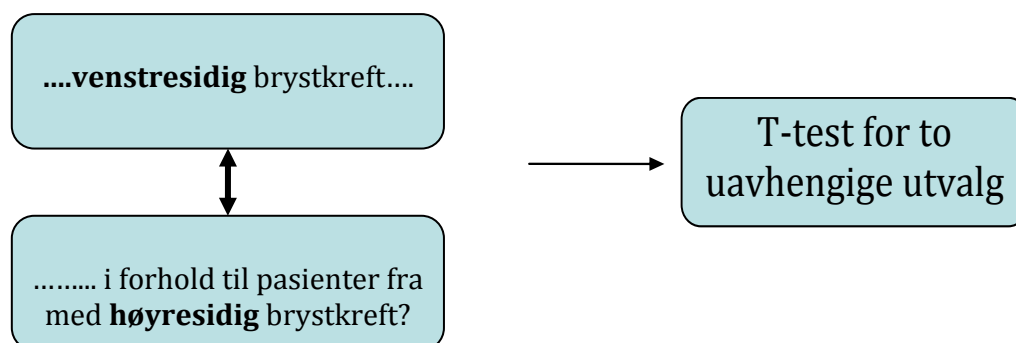 ....venstresidig brystkreft….
……... i forhold til pasienter fra
med høyresidig brystkreft?
T-test for to
uavhengige utvalg